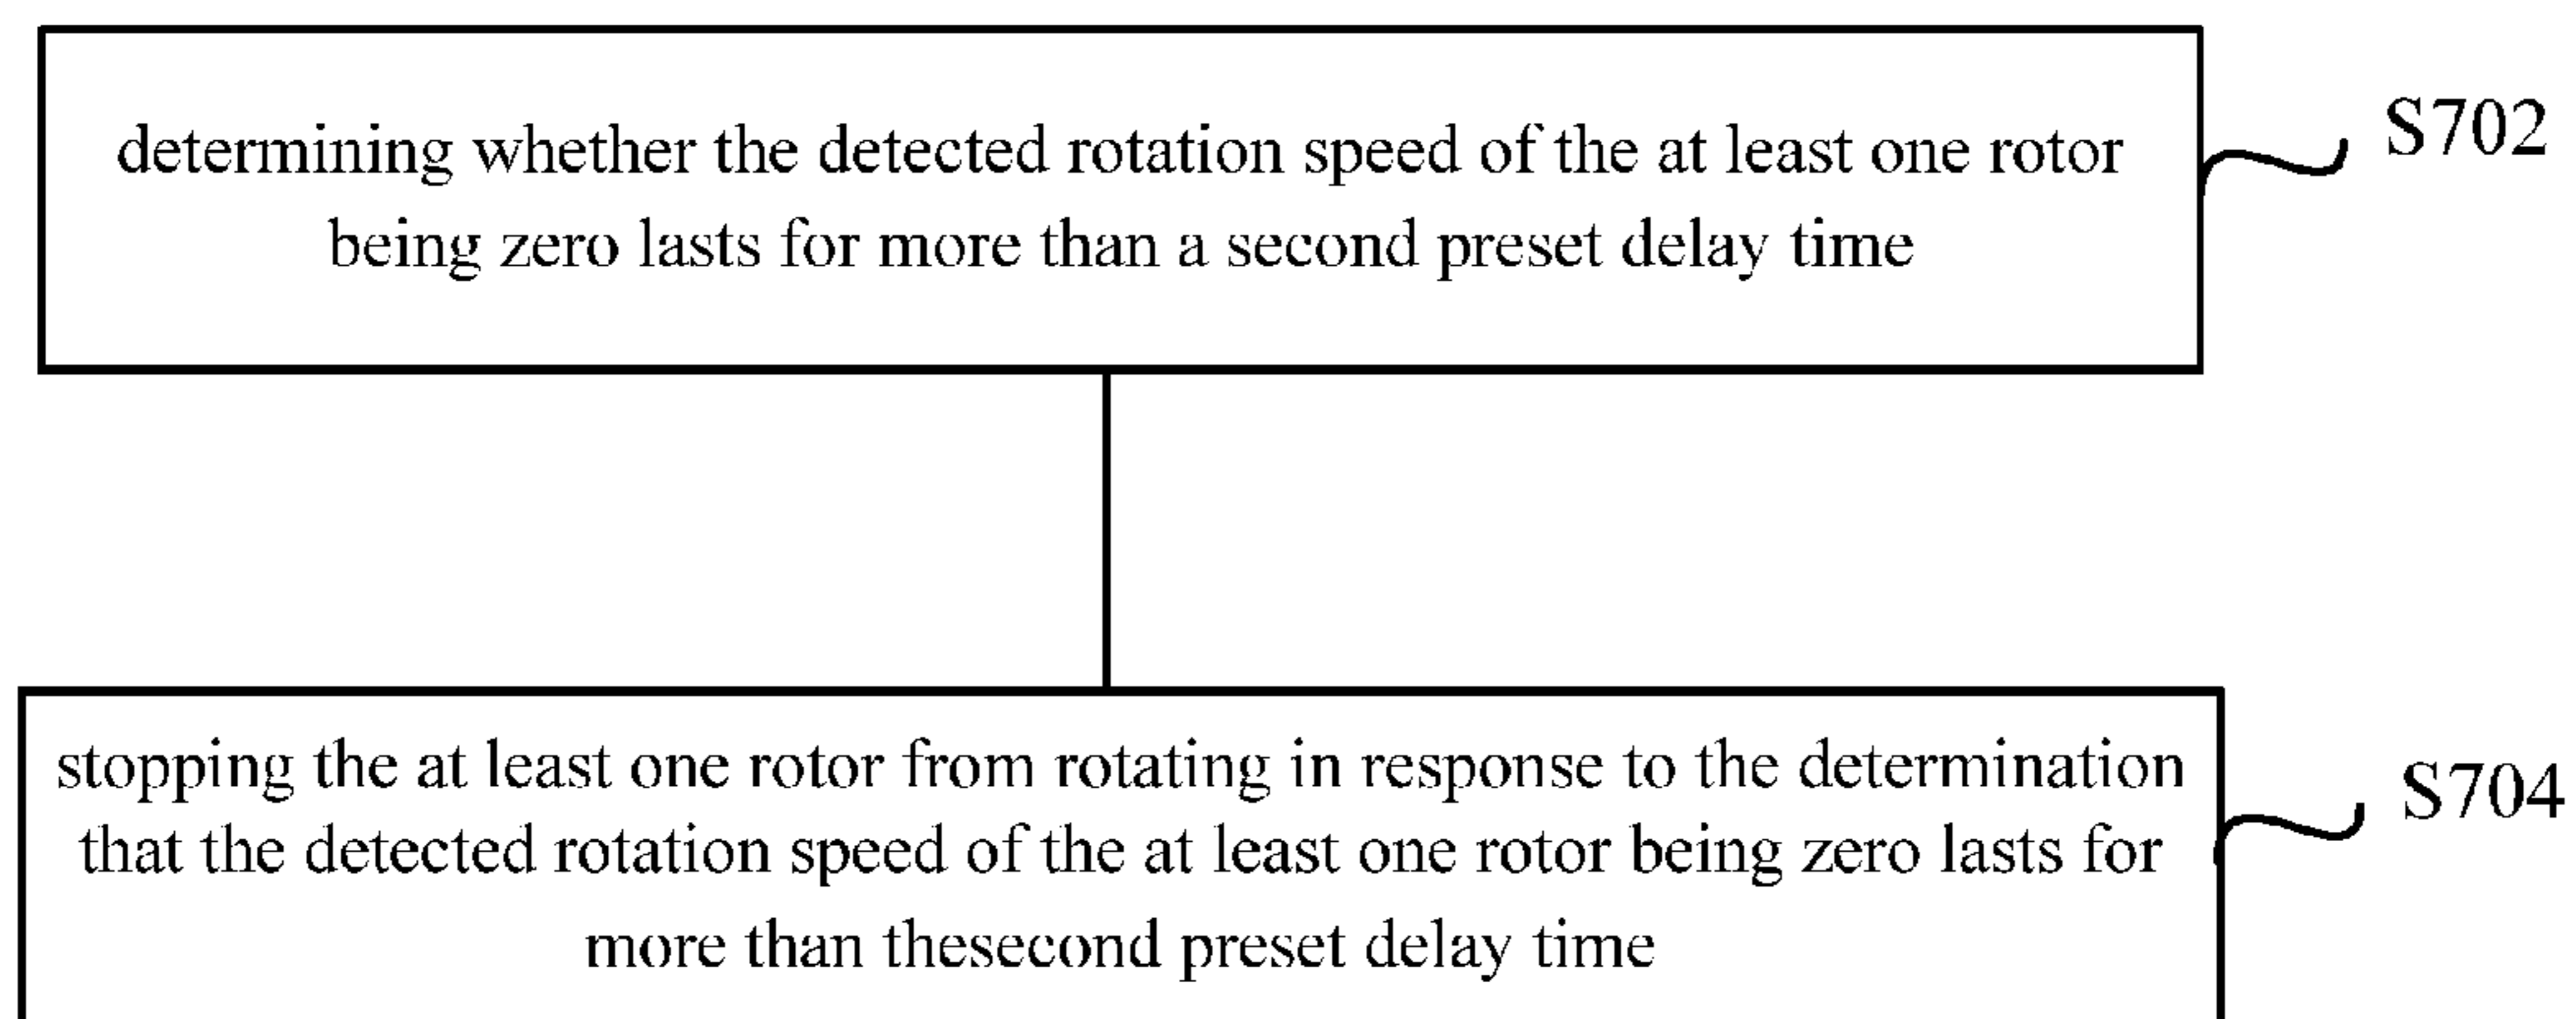 determining whether the detected rotation speed of the at least one rotor
being zero lasts for more than a second preset delay time
S702
stopping the at least one rotor from rotating in response to the determination
that the detected rotation speed of the at least one rotor being zero lasts for
more than thesecond preset delay time
S704